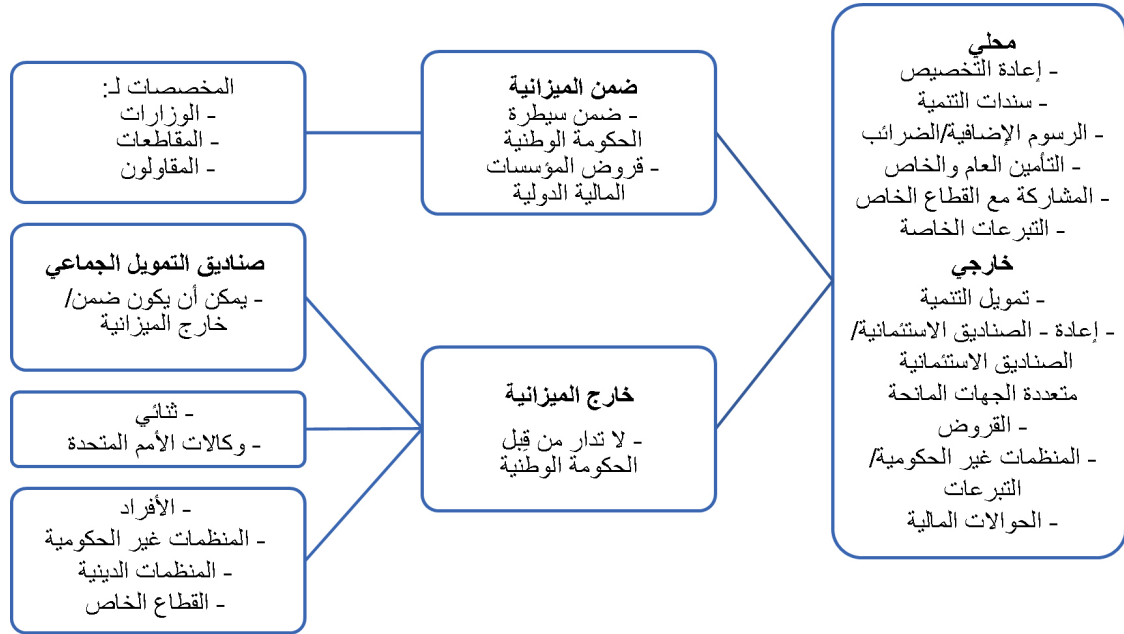 محلي
- إعادة التخصيص
- سندات التنمية
- الرسوم الإضافية/الضرائب
- التأمين العام والخاص
- المشاركة مع القطاع الخاص
- التبرعات الخاصة
خارجي
- تمويل التنمية
- إعادة - الصناديق الاستئمانية/
الصناديق الاستئمانية
متعددة الجهات المانحة
- القروض
- المنظمات غير الحكومية/
التبرعات
- الحوالات المالية
ضمن الميزانية
- ضمن سيطرة
الحكومة الوطنية
- قروض المؤسسات
المالية الدولية
خارج الميزانية
- لا تدار من قِبل
الحكومة الوطنية
المخصصات لـ:
- الوزارات
- المقاطعات
- المقاولون
صناديق التمويل الجماعي
- يمكن أن يكون ضمن/
خارج الميزانية
- ثنائي
- وكالات الأمم المتحدة
- الأفراد
- المنظمات غير الحكومية
- المنظمات الدينية
- القطاع الخاص